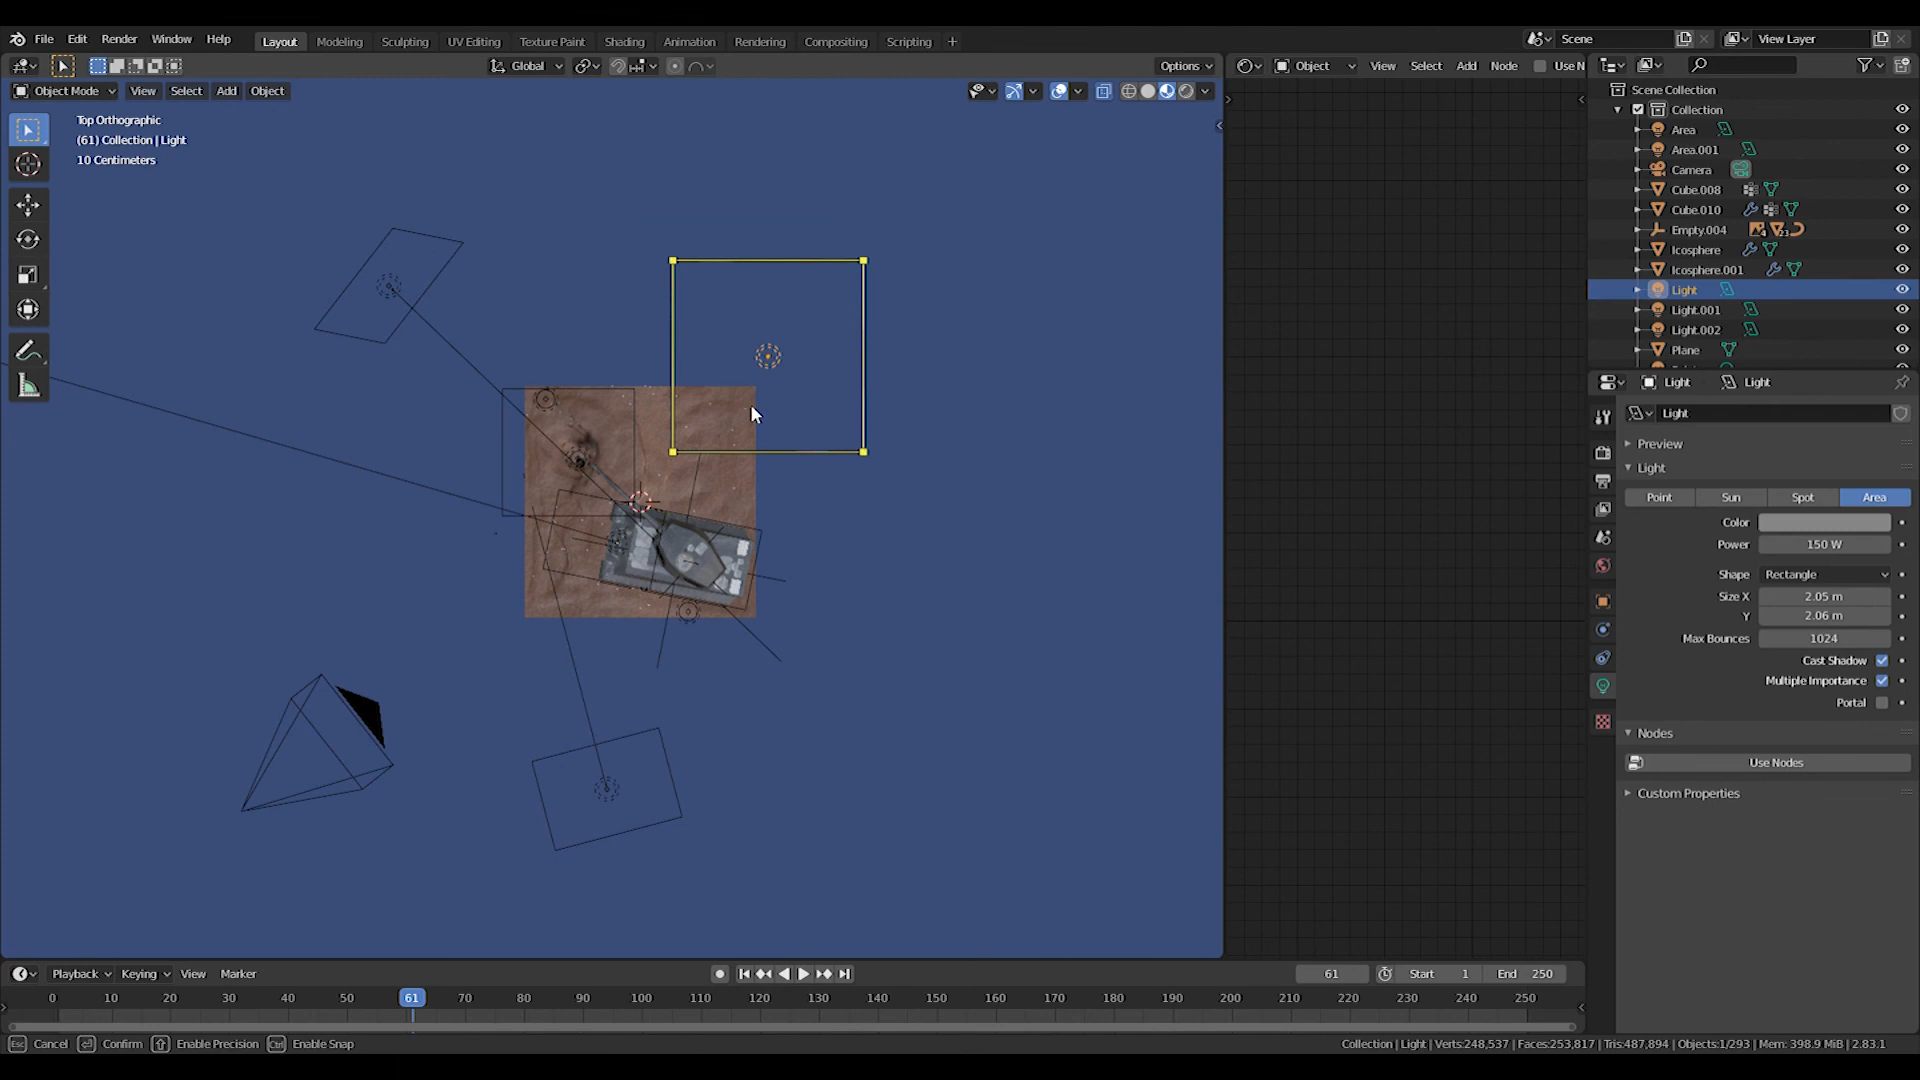 File Edit Render Window Help Layout Modeling Sculpting UV Editing Texture Paint Shading Animation Rendering Compositing Scripting + Scene View Layer
Global Options Object View Select Add Node Use N
Object Mode View Select Add Object
Top Orthographic
(61) Collection | Light
10 Centimeters
Scene Collection
Collection
Area
Area.001
Camera
Cube.008
Cube.010
Empty.004
Icosphere
Icosphere.001
Light
Light.001
Light.002
Plane
Light Light
Light
Preview
Light
Point Sun Spot Area
Color
Power 150 W
Shape Rectangle
Size X 2.05 m
Y 2.06 m
Max Bounces 1024
Cast Shadow
Multiple Importance
Portal
Nodes
Use Nodes
Custom Properties
Playback Keying View Marker 61 Start 1 End 250
0 10 20 30 40 50 61 70 80 90 100 110 120 130 140 150 160 170 180 190 200 210 220 230 240 250
Esc Cancel Confirm Enable Precision Ctrl Enable Snap Collection | Light | Verts:248,537 | Faces:253,817 | Tris:487,894 | Objects:1/293 | Mem: 398.9 MiB | 2.83.1